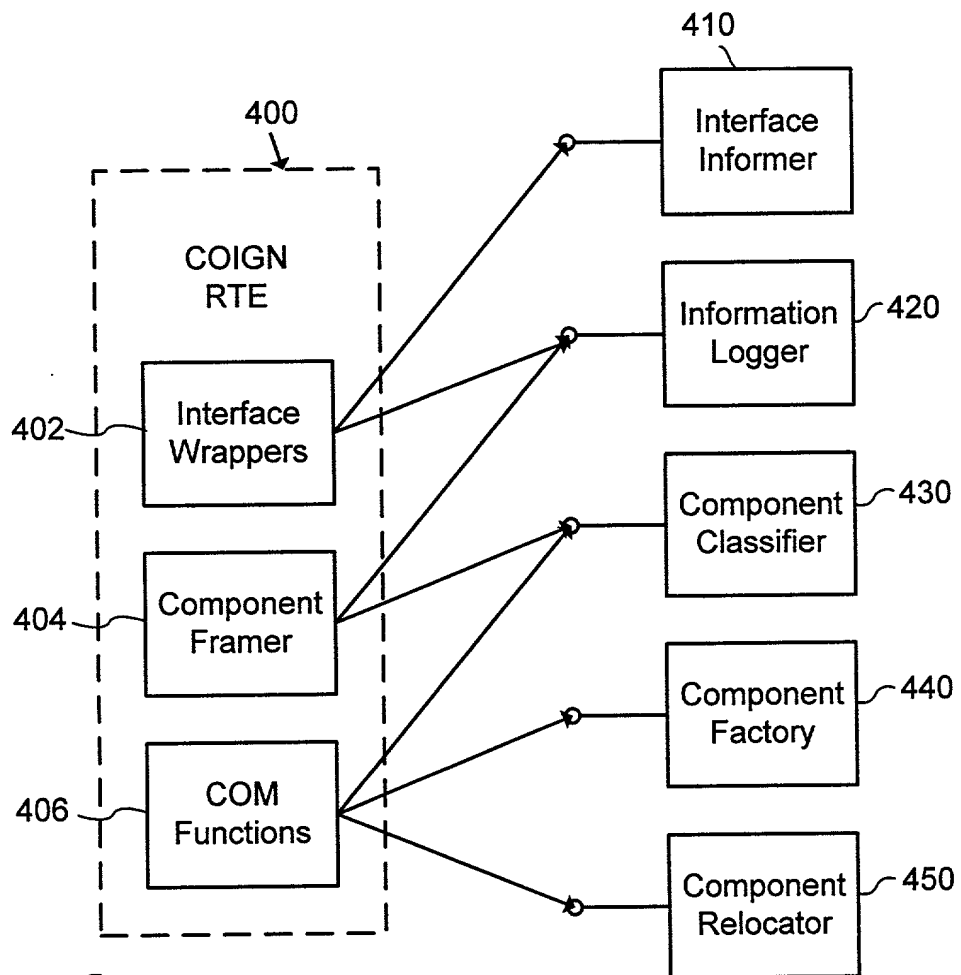 410
Interface
Informer
400
COIGN
RTE
Information
Logger
420
402
Interface
Wrappers
Component
Classifier
430
404
Component
Framer
Component
Factory
440
406
COM
Functions
Component
Relocator
450